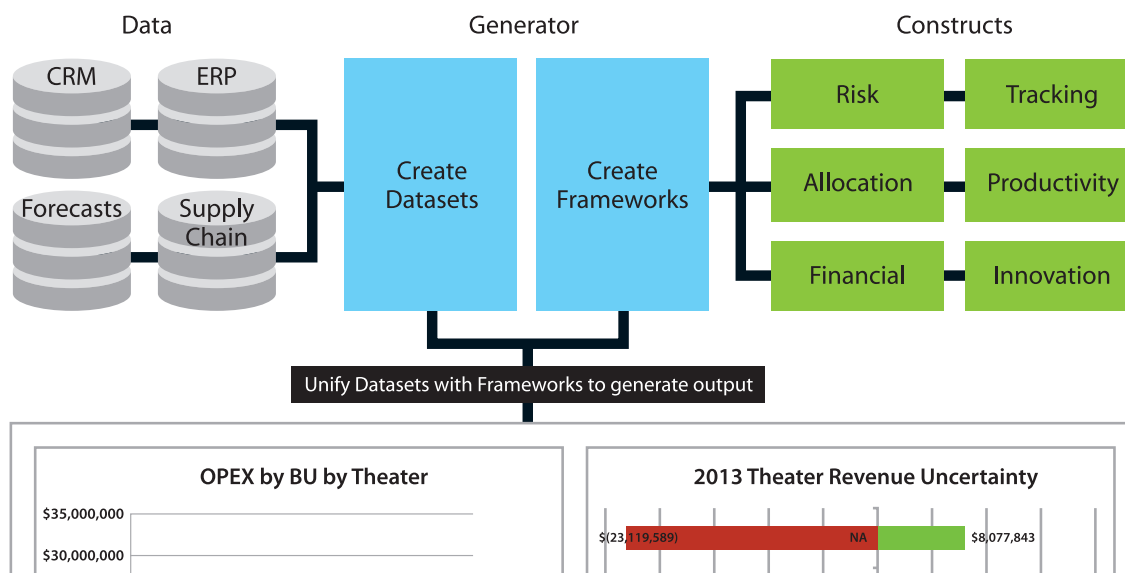 Data
Generator
Constructs
CRM
ERP
Forecasts
Supply
Chain
Create
Datasets
Create
Frameworks
Risk
Tracking
Allocation
Productivity
Financial
Innovation
Unify Datasets with Frameworks to generate output
OPEX by BU by Theater
$35,000,000
$30,000,000
2013 Theater Revenue Uncertainty
$(23,119,589)
NA
$8,077,843